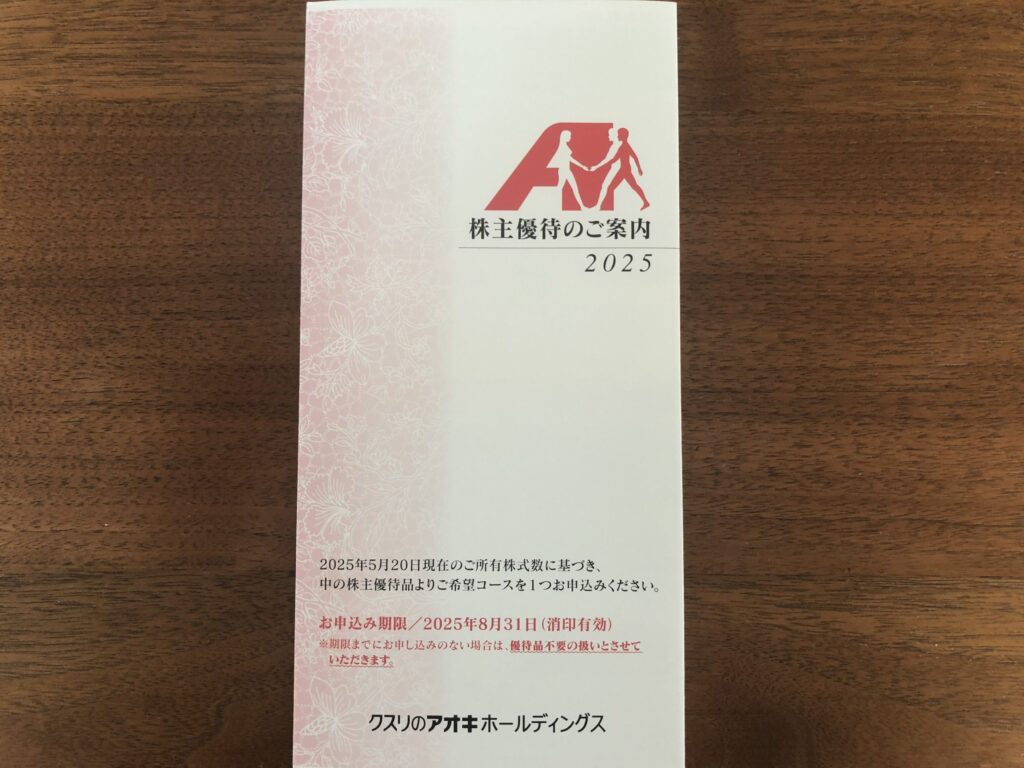 株主優待のご案内
2025
2025年5月20日現在のご所有株式数に基づき、
中の株主優待品よりご希望コースを1つお申込みください。
お申込み期限／2025年8月31日（消印有効）
※期限までにお申し込みのない場合は、優待品不要の扱いとさせて
いただきます。
クスリのアオキホールディングス